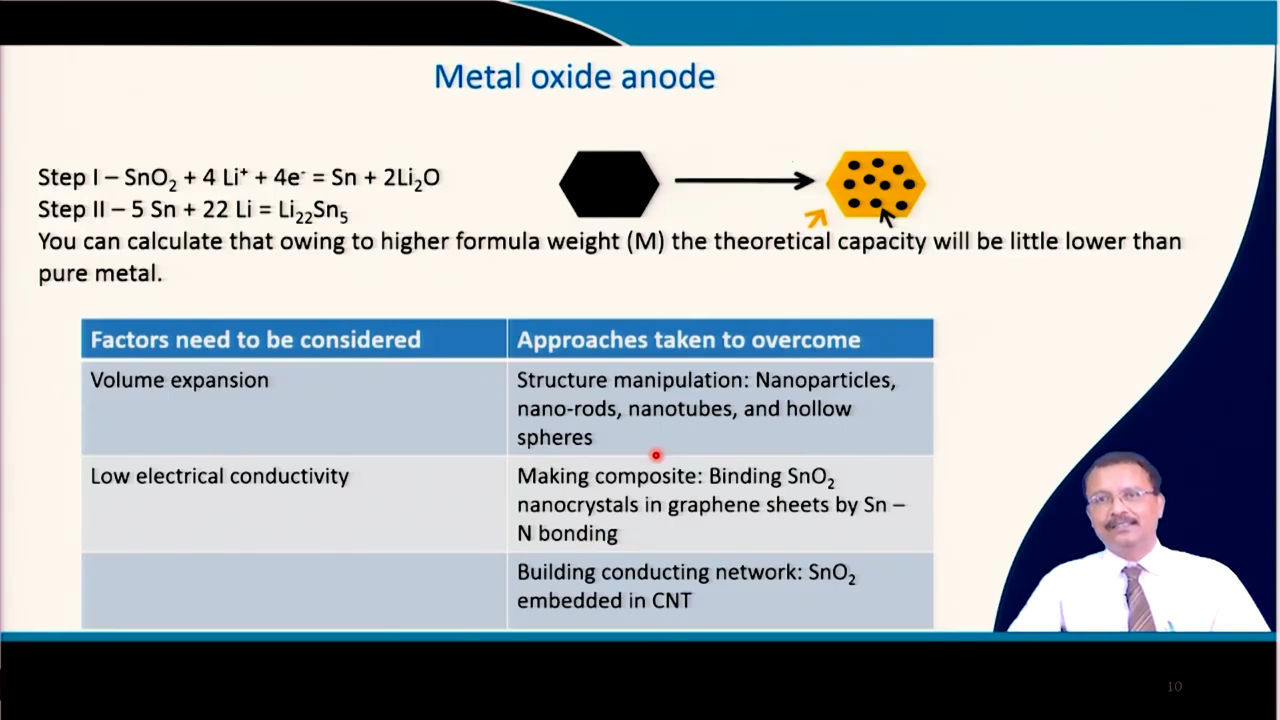 Metal oxide anode
Step I – SnO₂ + 4 Li⁺ + 4e⁻ = Sn + 2Li₂O
Step II – 5 Sn + 22 Li = Li₂₂Sn₅
You can calculate that owing to higher formula weight (M) the theoretical capacity will be little lower than
pure metal.
Factors need to be considered
Approaches taken to overcome
Volume expansion
Structure manipulation: Nanoparticles,
nano-rods, nanotubes, and hollow
spheres
Low electrical conductivity
Making composite: Binding SnO₂
nanocrystals in graphene sheets by Sn –
N bonding
Building conducting network: SnO₂
embedded in CNT
10